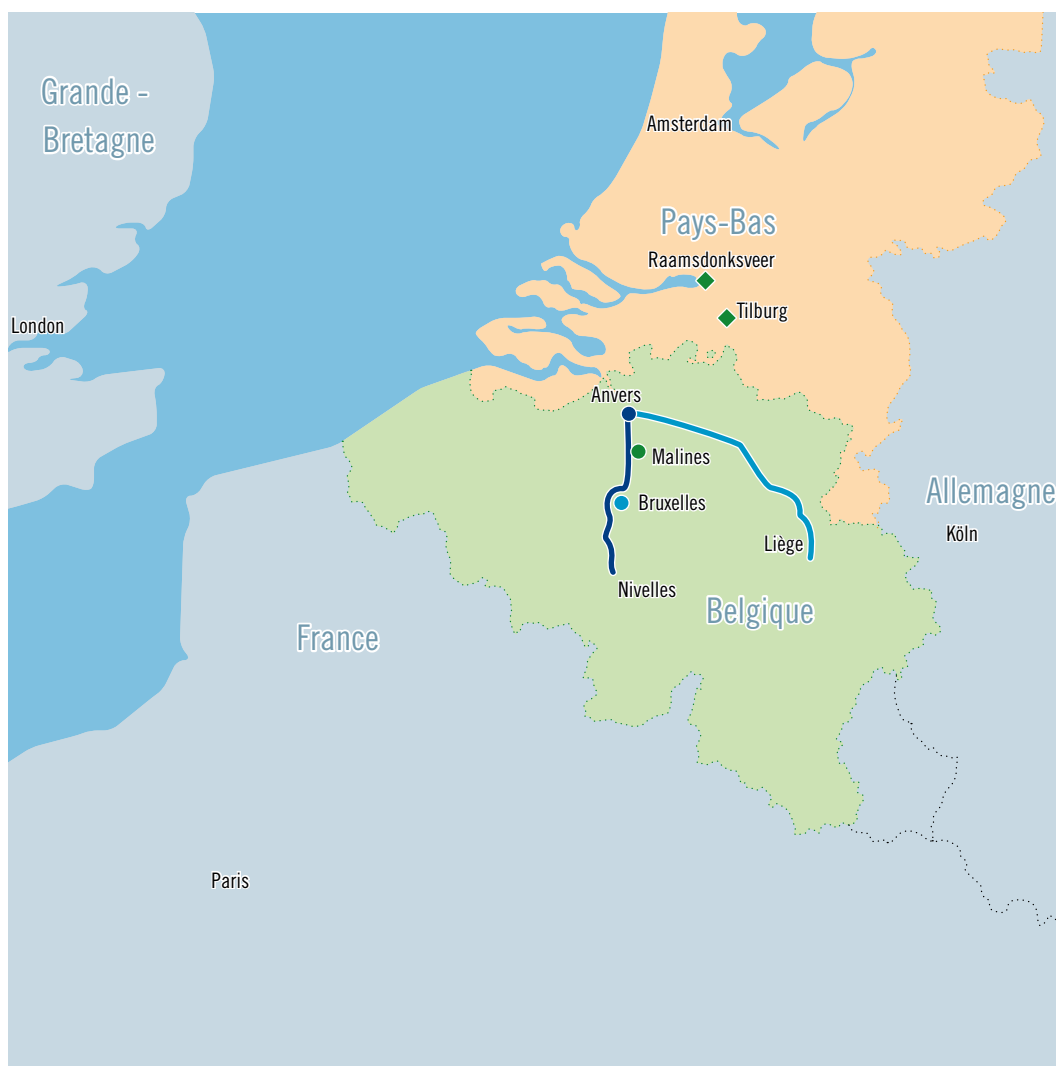 Grande -
Bretagne
Amsterdam
Pays-Bas
Raamsdonksveer
Tilburg
London
Anvers
Malines
Allemagne
Bruxelles
Köln
Liège
Nivelles
Belgique
France
Paris